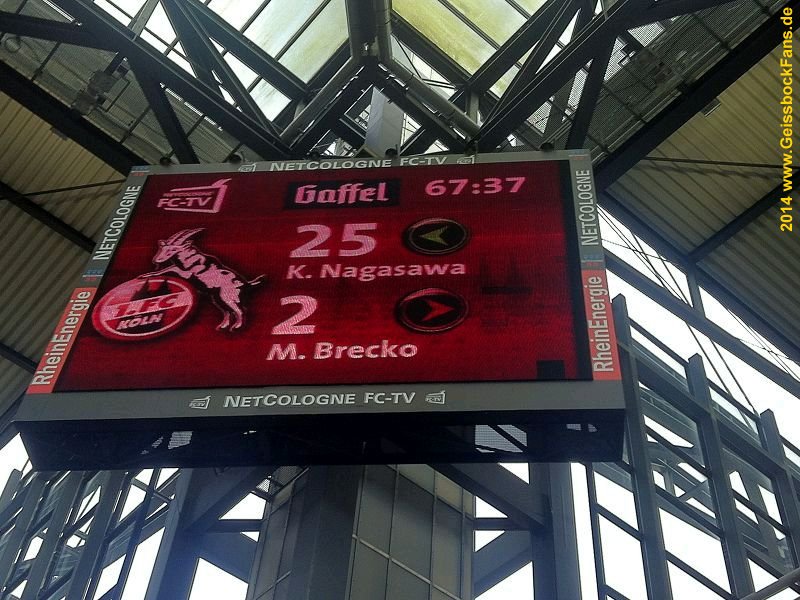 NETCOLOGNE FC-TV
NETCOLOGNE
FC-TV
Gaffel
67:37
25
K. Nagasawa
1. FC
KÖLN
2
M. Brecko
NETCOLOGNE
RheinEnergie
NETCOLOGNE
RheinEnergie
NETCOLOGNE FC-TV
2014 www.GeissbockFans.de